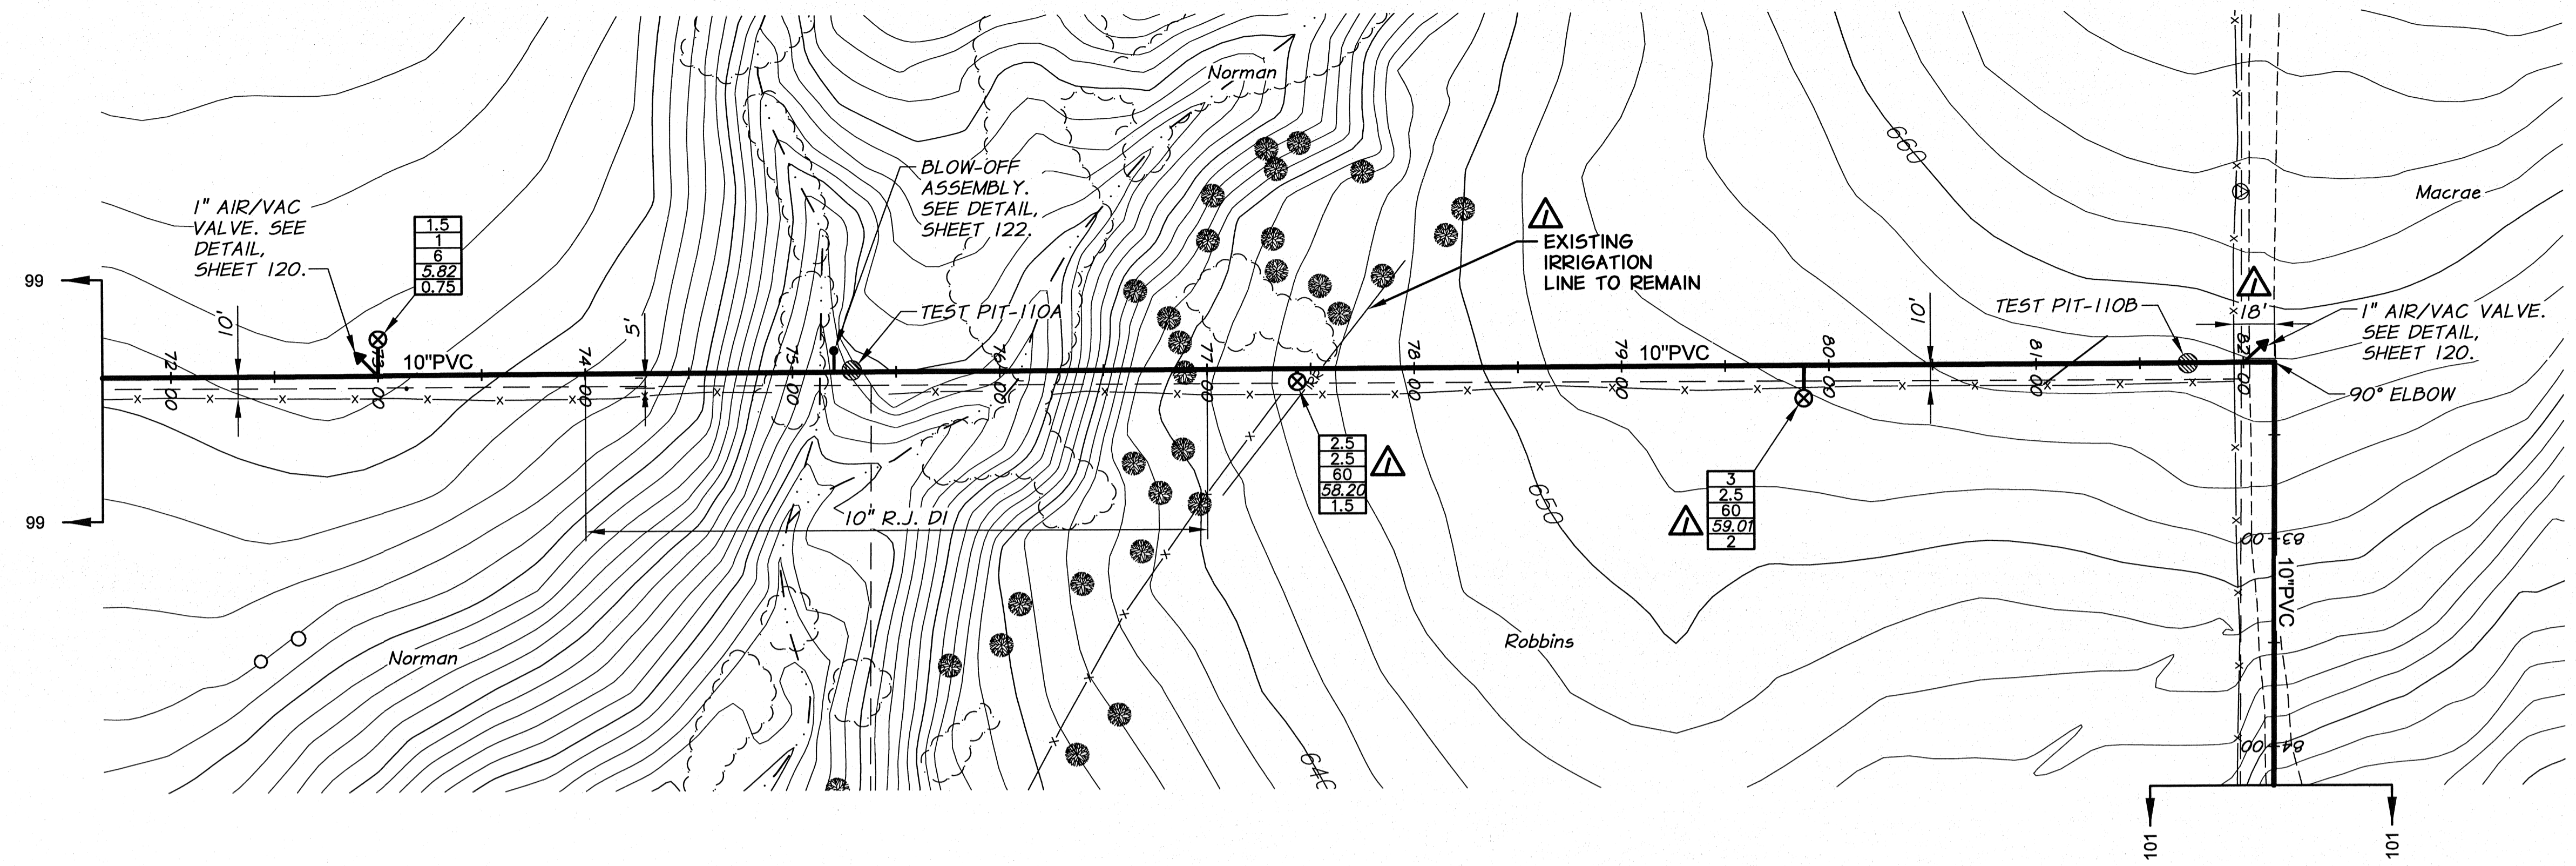 Norman
BLOW-OFF
ASSEMBLY.
SEE DETAIL,
SHEET 122.
1" AIR/VAC
VALVE. SEE
DETAIL,
SHEET 120.
1.5
1
6
5.82
0.75
660
Macrae
EXISTING
IRRIGATION
LINE TO REMAIN
99
10'
5'
TEST PIT-110A
10'
TEST PIT-110B
18'
1" AIR/VAC VALVE.
SEE DETAIL,
SHEET 120.
72+00
73+00
10"PVC
74+00
75+00
76+00
77+00
78+00
79+00
10"PVC
80+00
81+00
82+00
90° ELBOW
2.5
2.5
60
58.20
1.5
3
2.5
60
59.01
2
650
99
10" R.J. DI
83+00
10"PVC
Robbins
Norman
84+00
640
101
101